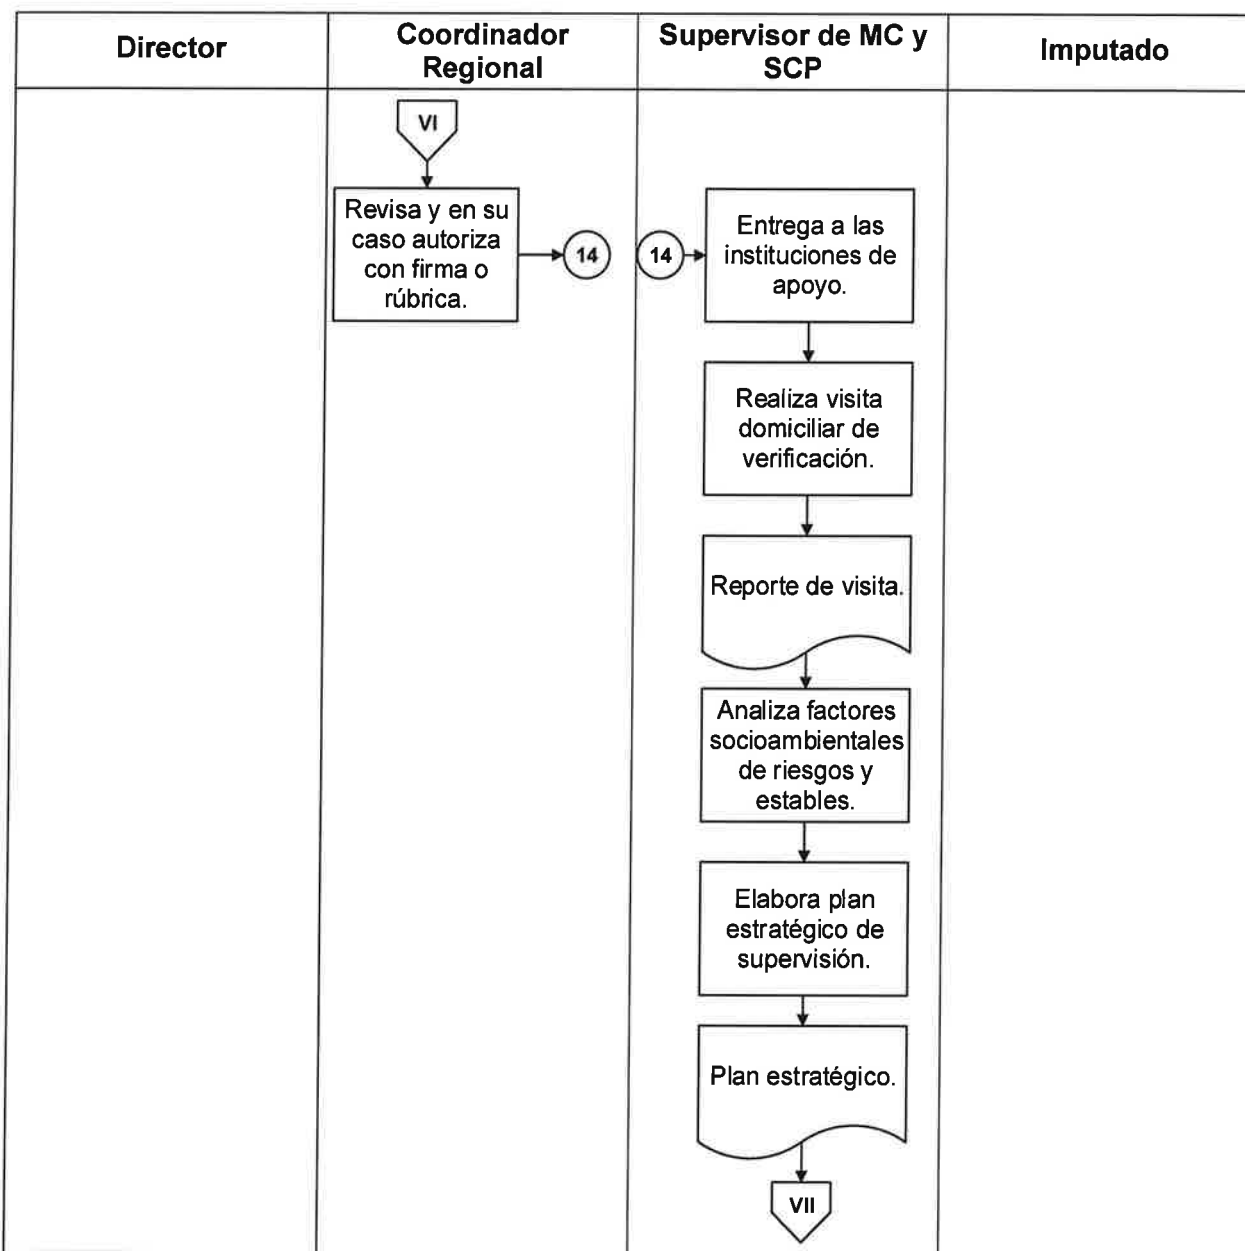 Director
Coordinador
Regional
Supervisor de MC y
SCP
Imputado
VI
Revisa y en su
caso autoriza
con firma o
rúbrica.
14
14
Entrega a las
instituciones de
apoyo.
Realiza visita
domiciliar de
verificación.
Reporte de visita.
Analiza factores
socioambientales
de riesgos y
estables.
Elabora plan
estratégico de
supervisión.
Plan estratégico.
VII